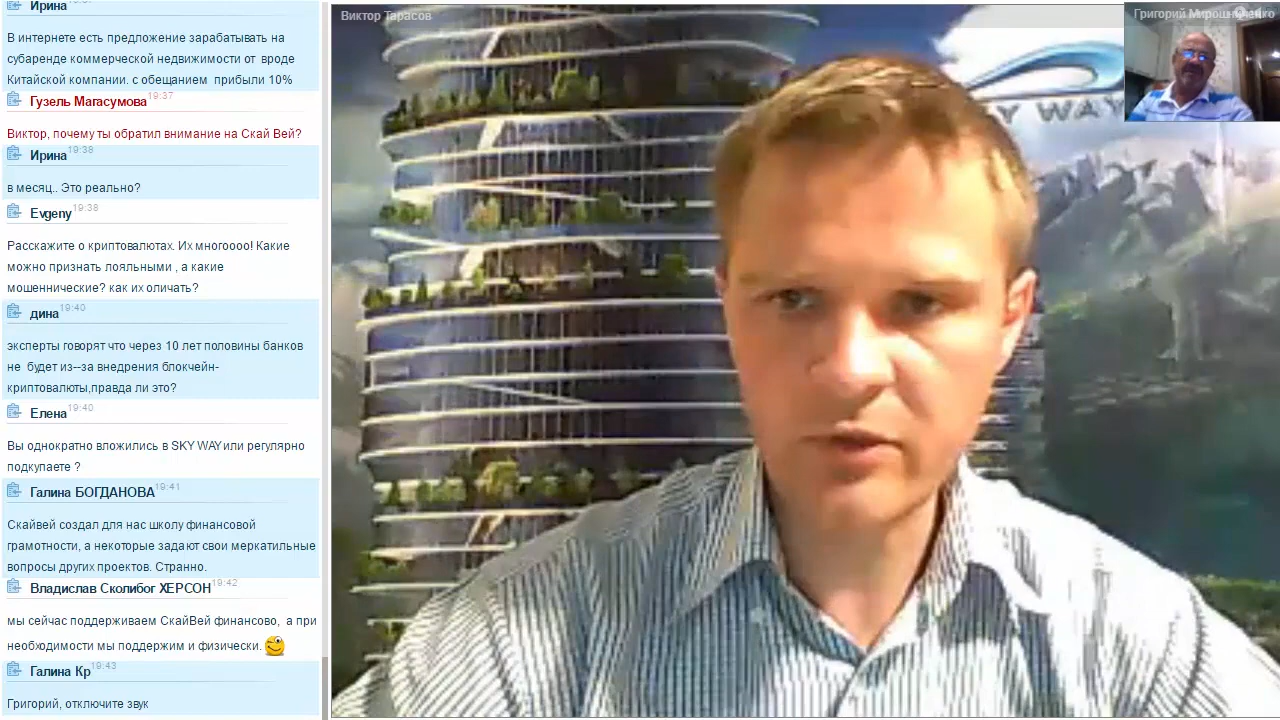 Ирина
В интернете есть предложение зарабатывать на
субаренде коммерческой недвижимости от вроде
Китайской компании. с обещанием прибыли 10%
Гузель Магасумова 19:37
Виктор, почему ты обратил внимание на Скай Вей?
Ирина 19:38
в месяц.. Это реально?
Evgeny 19:38
Расскажите о криптовалютах. Их многоооо! Какие
можно признать лояльными , а какие
мошеннические? как их оличать?
дина 19:40
эксперты говорят что через 10 лет половины банков
не будет из--за внедрения блокчейн-
криптовалюты,правда ли это?
Елена 19:40
Вы однократно вложились в SKY WAY или регулярно
подкупаете ?
Галина БОГДАНОВА 19:41
Скайвей создал для нас школу финансовой
грамотности, а некоторые задают свои меркатильные
вопросы других проектов. Странно.
Владислав Сколибог ХЕРСОН 19:42
мы сейчас поддерживаем СкайВей финансово, а при
необходимости мы поддержим и физически.
Галина Кр 19:43
Григорий, отключите звук
Виктор Тарасов
Григорий Мирошниченко
WAY